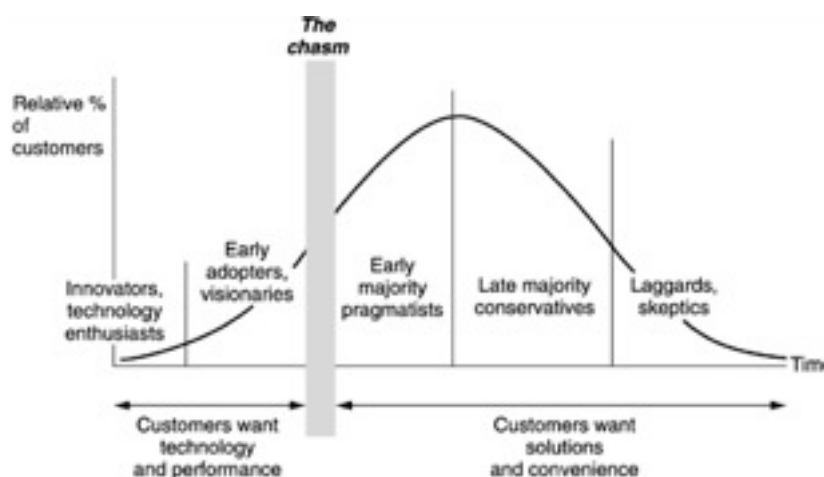 The
chasm
Relative %
of
customers
Innovators,
technology
enthusiasts
Early
adopters,
visionaries
Early
majority
pragmatists
Late majority
conservatives
Laggards,
skeptics
Time
Customers want
technology
and performance
Customers want
solutions
and convenience